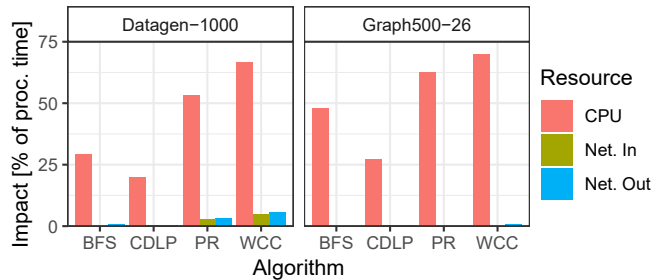 Datagen−1000
Graph500−26
75
50
25
0
Impact [% of proc. time]
BFS CDLP PR WCC
BFS CDLP PR WCC
Algorithm
Resource
CPU
Net. In
Net. Out